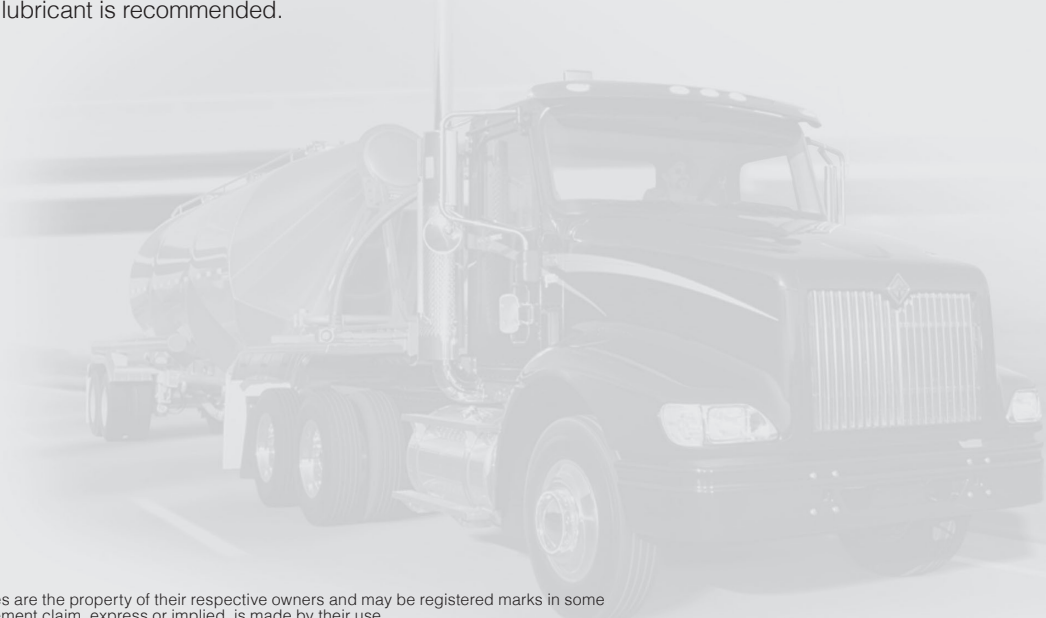 lubricant is recommended.
es are the property of their respective owners and may be registered marks in some
ement claim, express or implied, is made by their use.